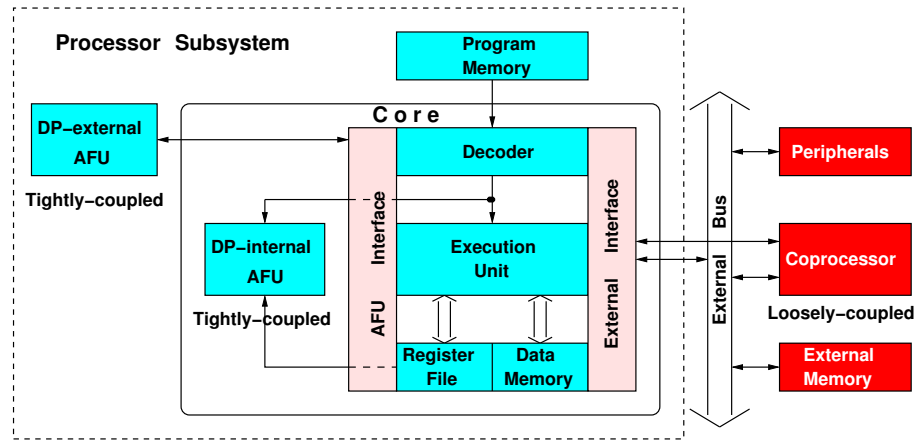 Processor Subsystem
Program
Memory
Core
DP-external
AFU
Tightly-coupled
Decoder
AFU Interface
External Interface
DP-internal
AFU
Tightly-coupled
Execution
Unit
Register
File
Data
Memory
External Bus
Peripherals
Coprocessor
Loosely-coupled
External
Memory